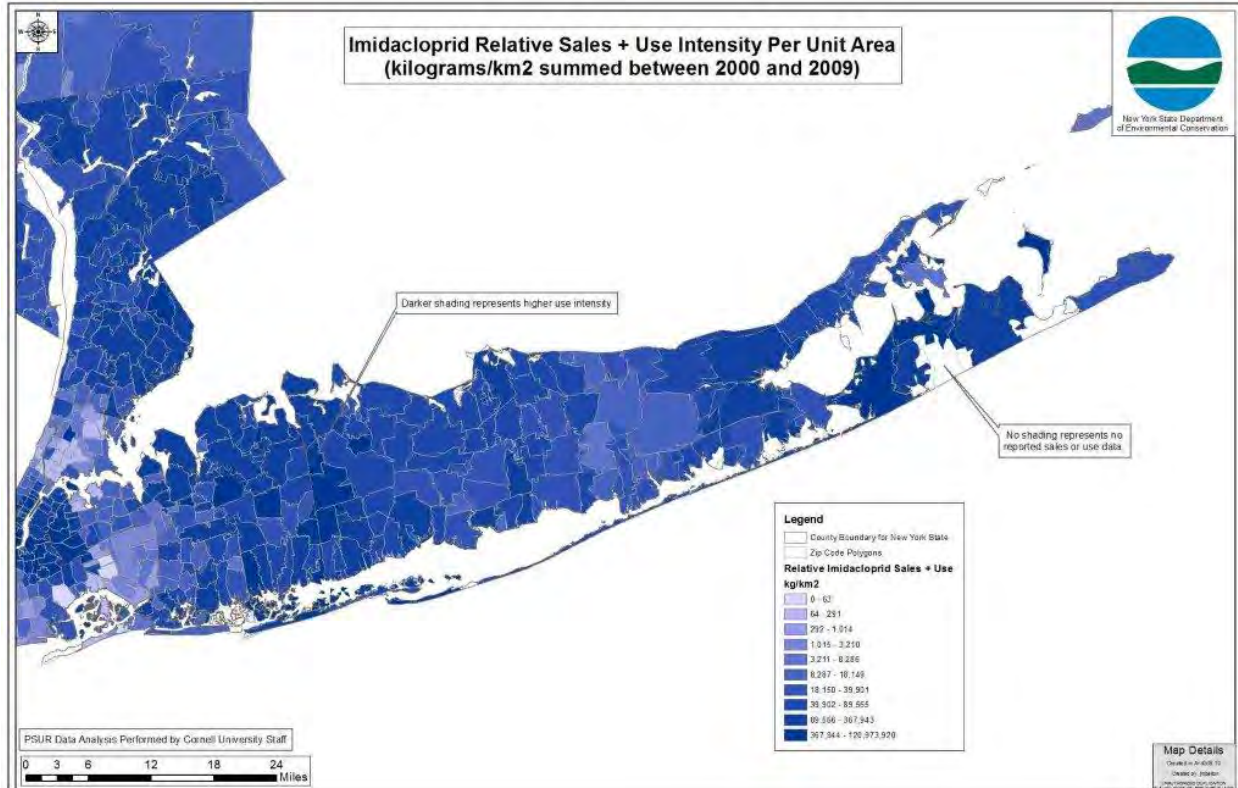 Imidacloprid Relative Sales + Use Intensity Per Unit Area
(kilograms/km2 summed between 2000 and 2009)
New York State Department
of Environmental Conservation
Darker shading represents higher use intensity
No shading represents no
reported sales or use data
Legend
County Boundary for New York State
Zip Code Polygons
Relative Imidacloprid Sales + Use
kg/km2
0 - 63
64 - 291
292 - 1,014
1,015 - 3,210
3,211 - 8,286
8,287 - 18,149
18,150 - 39,901
39,902 - 89,555
89,556 - 367,943
367,944 - 120,973,920
PSUR Data Analysis Performed by Cornell University Staff
0 3 6 12 18 24
Miles
Map Details